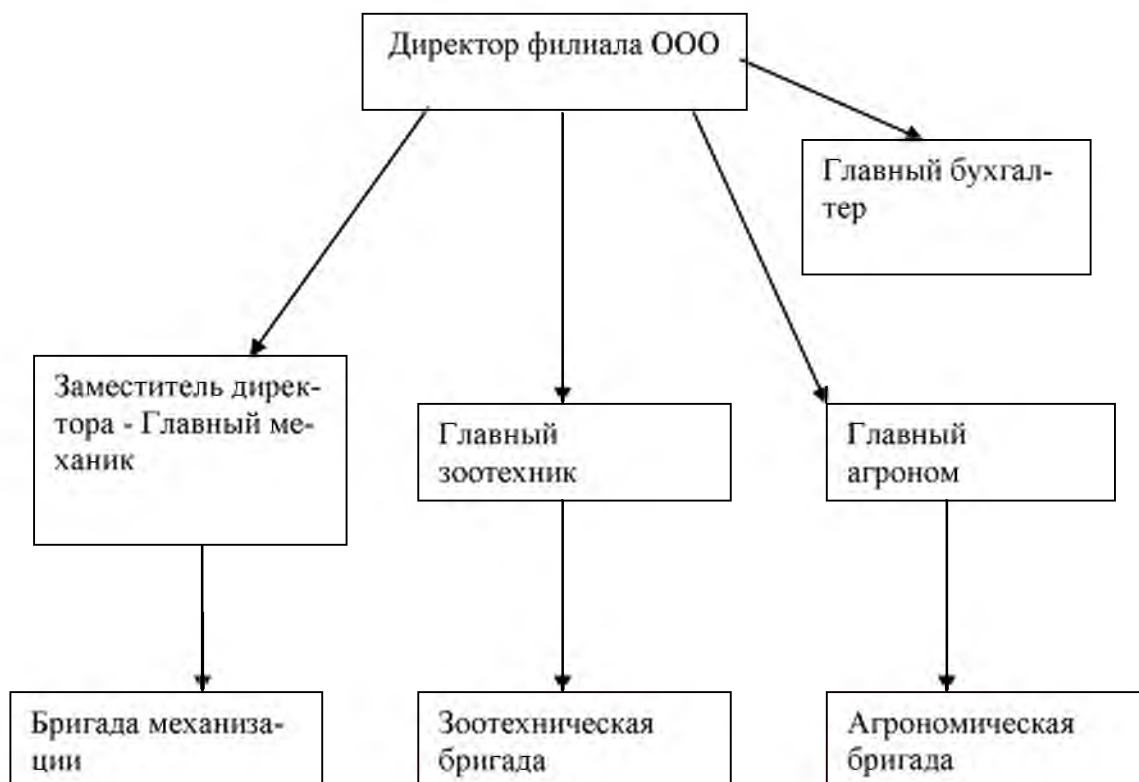 Директор филиала ООО
Главный бухгал-
тер
Заместитель дирек-
тора - Главный ме-
ханик
Главный
зоотехник
Главный
агроном
Бригада механиза-
ции
Зоотехническая
бригада
Агрономическая
бригада